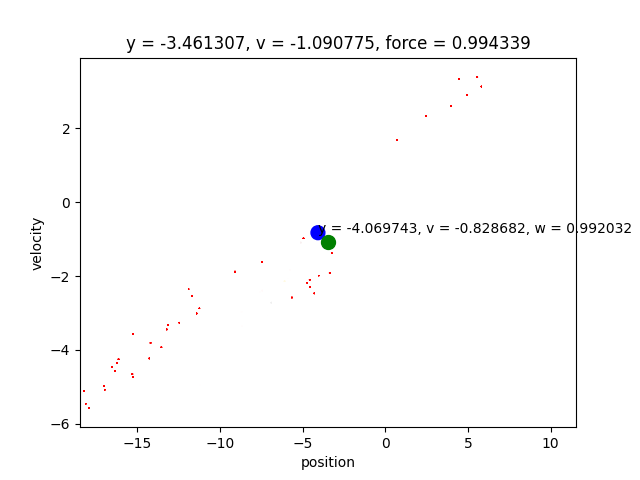 y = -3.461307, v = -1.090775, force = 0.994339
2
0
−2
−4
−6
velocity
y = -4.069743, v = -0.828682, w = 0.992032
−15
−10
−5
0
5
10
position